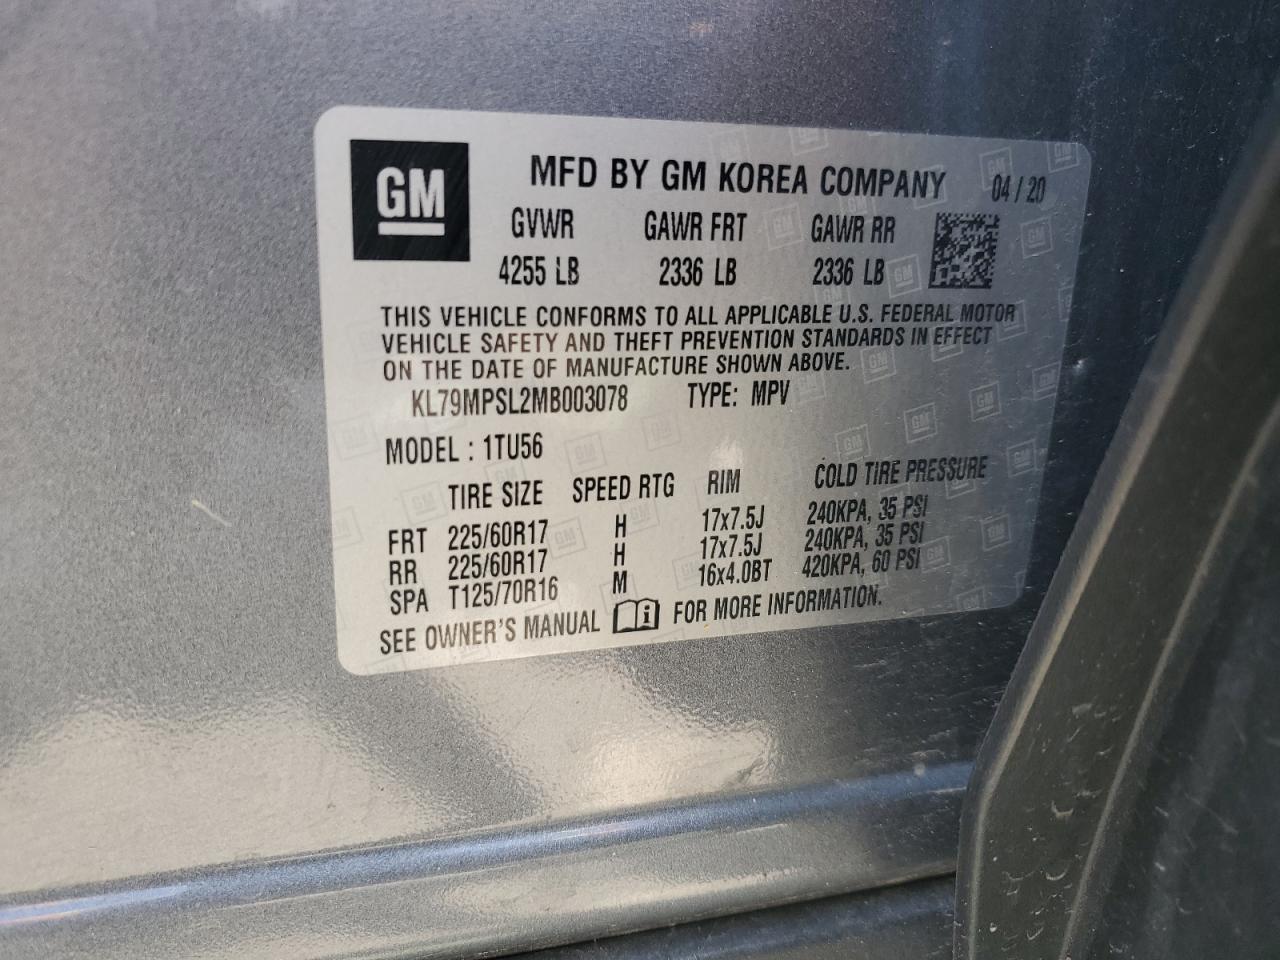 GM
MFD BY GM KOREA COMPANY 04 / 20
GVWR GAWR FRT GAWR RR
4255 LB 2336 LB 2336 LB
THIS VEHICLE CONFORMS TO ALL APPLICABLE U.S. FEDERAL MOTOR
VEHICLE SAFETY AND THEFT PREVENTION STANDARDS IN EFFECT
ON THE DATE OF MANUFACTURE SHOWN ABOVE.
KL79MPSL2MB003078 TYPE: MPV
MODEL : 1TU56
TIRE SIZE SPEED RTG RIM COLD TIRE PRESSURE
FRT 225/60R17 H 17x7.5J 240KPA, 35 PSI
RR 225/60R17 H 17x7.5J 240KPA, 35 PSI
SPA T125/70R16 M 16x4.0BT 420KPA, 60 PSI
SEE OWNER'S MANUAL FOR MORE INFORMATION.